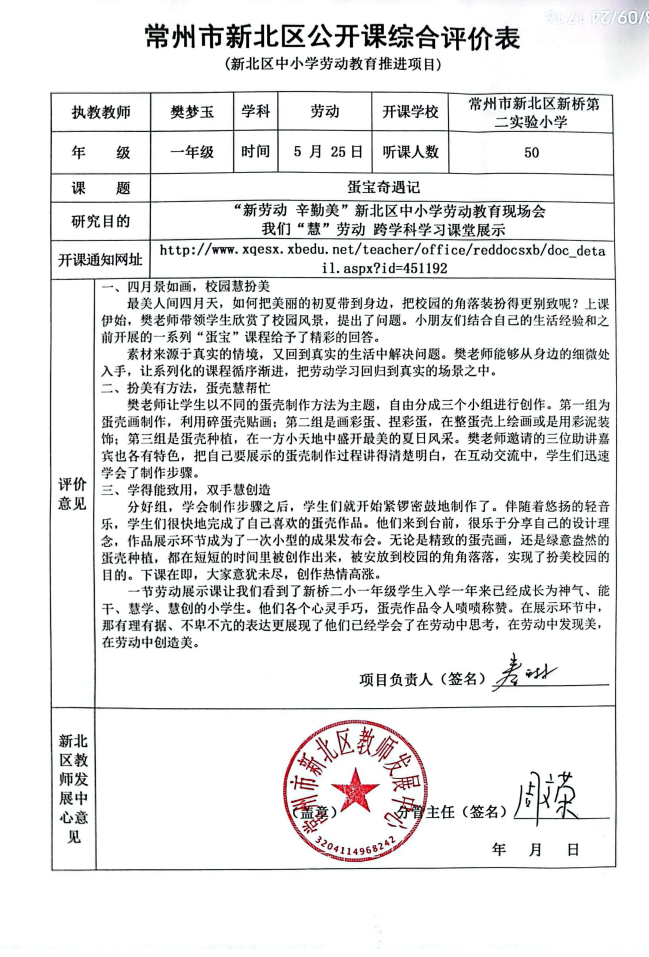 常州市新北区公开课综合评价表
(新北区中小学劳动教育推进项目)
执教教师 樊梦玉 学科 劳动 开课学校 常州市新北区新桥第
二实验小学
年 级 一年级 时间 5 月 25 日 听课人数 50
课 题 蛋宝奇遇记
研究目的 “新劳动 辛勤美”新北区中小学劳动教育现场会
我们“慧”劳动 跨学科学习课堂展示
开课通知网址 http://www.xqesx.xbedu.net/teacher/office/reddocsxb/doc_deta
il.aspx?id=451192
评价
意见
一、四月景如画，校园慧扮美
最美人间四月天，如何把美丽的初夏带到身边，把校园的角落装扮得更别致呢？上课
伊始，樊老师带领学生欣赏了校园风景，提出了问题。小朋友们结合自己的生活经验和之
前开展的一系列“蛋宝”课程给予了精彩的回答。
素材来源于真实的情境，又回到真实的生活中解决问题。樊老师能够从身边的细微处
入手，让系列化的课程循序渐进，把劳动学习回归到真实的场景之中。
二、扮美有方法，蛋壳慧帮忙
樊老师让学生以不同的蛋壳制作方法为主题，自由分成三个小组进行创作。第一组为
蛋壳画制作，利用碎蛋壳贴画；第二组是画彩蛋、捏彩蛋，在整蛋壳上绘画或是用彩泥装
饰；第三组是蛋壳种植，在一方小天地中盛开最美的夏日风采。樊老师邀请的三位助讲嘉
宾也各有特色，把自己要展示的蛋壳制作过程讲得清楚明白，在互动交流中，学生们迅速
学会了制作步骤。
三、学得能致用，双手慧创造
分好组，学会制作步骤之后，学生们就开始紧锣密鼓地制作了。伴随着悠扬的轻音
乐，学生们很快地完成了自己喜欢的蛋壳作品。他们来到台前，很乐于分享自己的设计理
念，作品展示环节成为了一次小型的成果发布会。无论是精致的蛋壳画，还是绿意盎然的
蛋壳种植，都在短短的时间里被创作出来，被安放到校园的角角落落，实现了扮美校园的
目的。下课在即，大家意犹未尽，创作热情高涨。
一节劳动展示课让我们看到了新桥二小一年级学生入学一年来已经成长为神气、能
干、慧学、慧创的小学生。他们各个心灵手巧，蛋壳作品令人啧啧称赞。在展示环节中，
那有理有据、不卑不亢的表达更展现了他们已经学会了在劳动中思考，在劳动中发现美，
在劳动中创造美。
项目负责人（签名）
新北
区教
师发
展中
心意
见
常州市新北区教师发展中心
3204114968242
（盖章） 分管主任（签名）
年 月 日